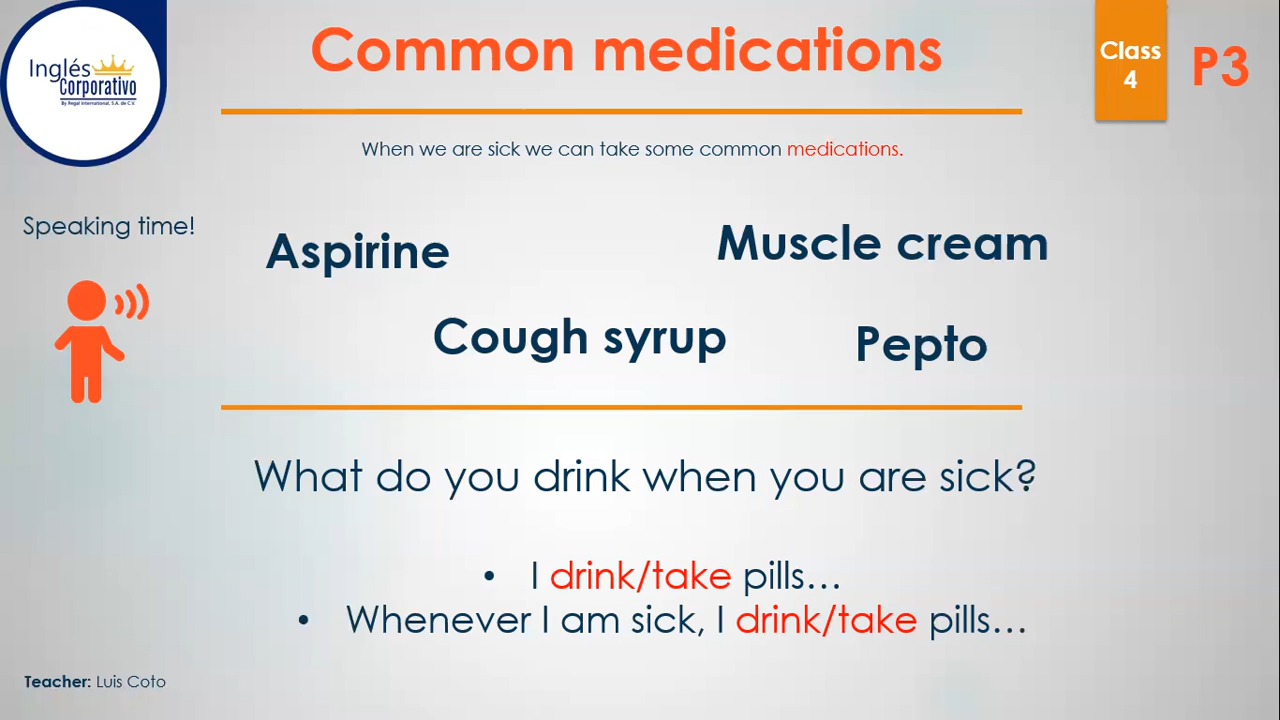 Inglés
Corporativo
By Regal International, S.A. de C.V.
Common medications
Class
4
P3
When we are sick we can take some common medications.
Speaking time!
Aspirine
Muscle cream
Cough syrup
Pepto
What do you drink when you are sick?
• I drink/take pills...
• Whenever I am sick, I drink/take pills...
Teacher: Luis Coto